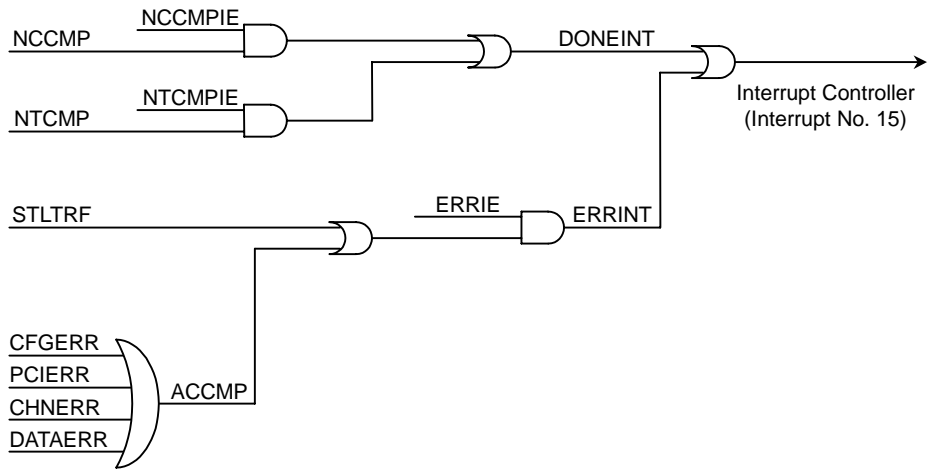 NCCMPIE
NCCMP
DONEINT
NTCMPIE
NTCMP
Interrupt Controller
(Interrupt No. 15)
STLTRF
ERRIE
ERRINT
CFGERR
PCIERR
ACCMP
CHNERR
DATAERR